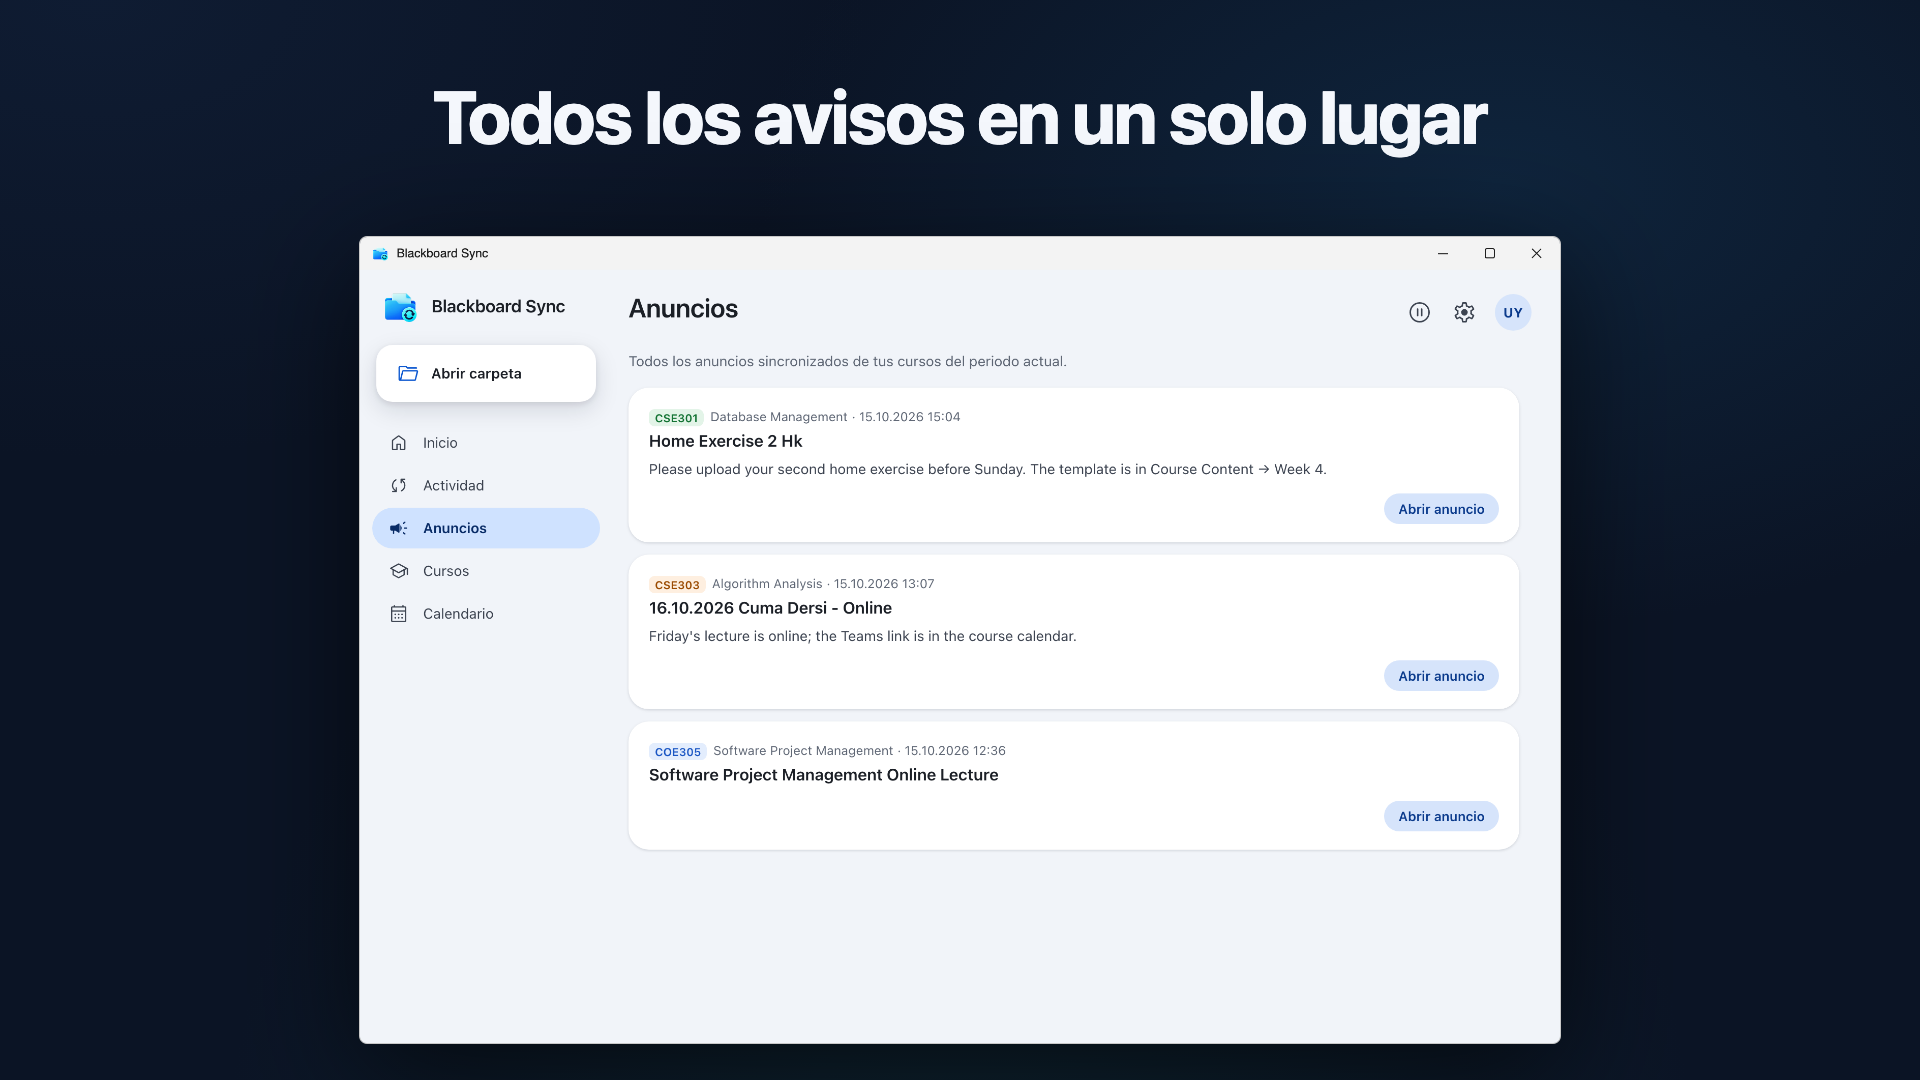 Todos los avisos en un solo lugar
Blackboard Sync
Blackboard Sync
Abrir carpeta
Inicio
Actividad
Anuncios
Cursos
Calendario
Anuncios
UY
Todos los anuncios sincronizados de tus cursos del periodo actual.
CSE301 Database Management · 15.10.2026 15:04
Home Exercise 2 Hk
Please upload your second home exercise before Sunday. The template is in Course Content → Week 4.
Abrir anuncio
CSE303 Algorithm Analysis · 15.10.2026 13:07
16.10.2026 Cuma Dersi - Online
Friday's lecture is online; the Teams link is in the course calendar.
Abrir anuncio
COE305 Software Project Management · 15.10.2026 12:36
Software Project Management Online Lecture
Abrir anuncio